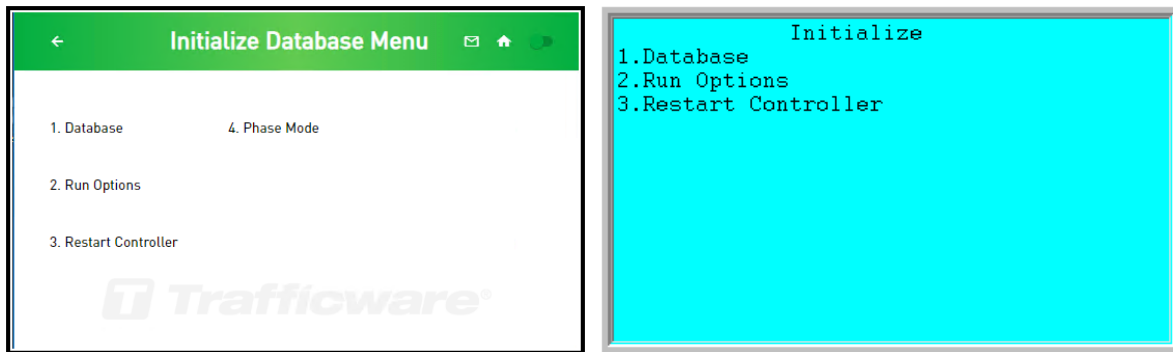 Initialize Database Menu
1. Database 4. Phase Mode
2. Run Options
3. Restart Controller
T Trafficware®
Initialize
1.Database
2.Run Options
3.Restart Controller